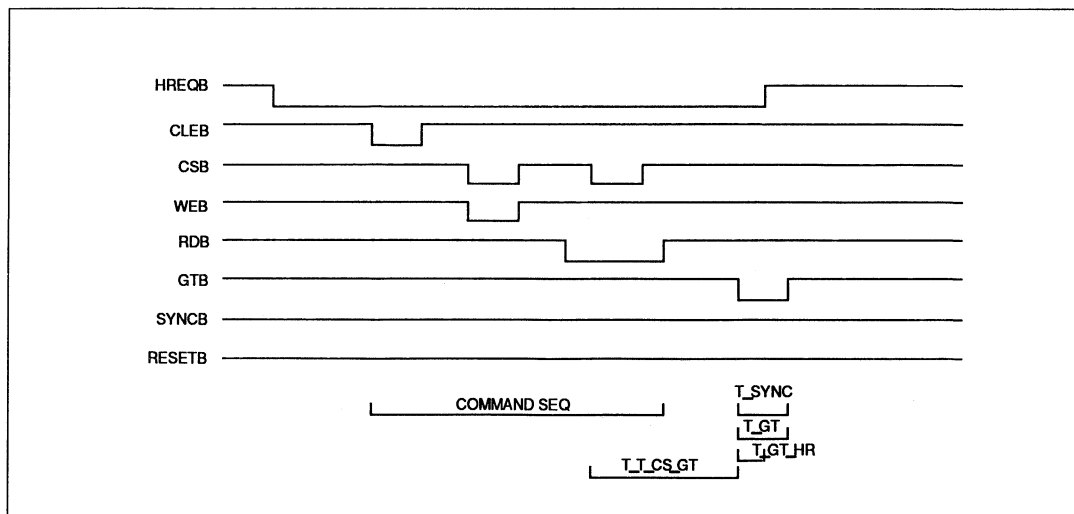 HREQB
CLEB
CSB
WEB
RDB
GTB
SYNCB
RESETB
COMMAND SEQ
T_SYNC
T_GT
T_GT_HR
T_T_CS_GT